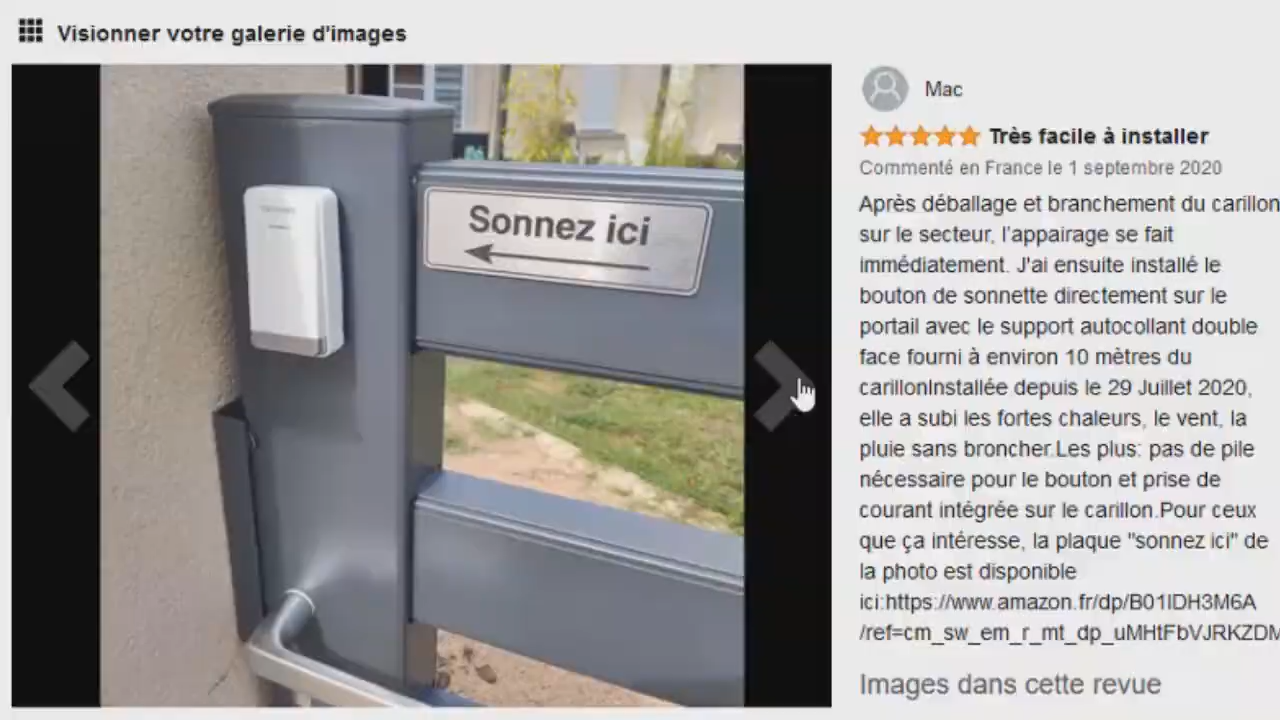 Visionner votre galerie d'images
Sonnez ici
Mac
Très facile à installer
Commenté en France le 1 septembre 2020
Après déballage et branchement du carillon
sur le secteur, l'appairage se fait
immédiatement. J'ai ensuite installé le
bouton de sonnette directement sur le
portail avec le support autocollant double
face fourni à environ 10 mètres du
carillonInstallée depuis le 29 Juillet 2020,
elle a subi les fortes chaleurs, le vent, la
pluie sans broncher.Les plus: pas de pile
nécessaire pour le bouton et prise de
courant intégrée sur le carillon.Pour ceux
que ça intéresse, la plaque "sonnez ici" de
la photo est disponible
ici:https://www.amazon.fr/dp/B01IDH3M6A
/ref=cm_sw_em_r_mt_dp_uMHtFbVJRKZDM
Images dans cette revue